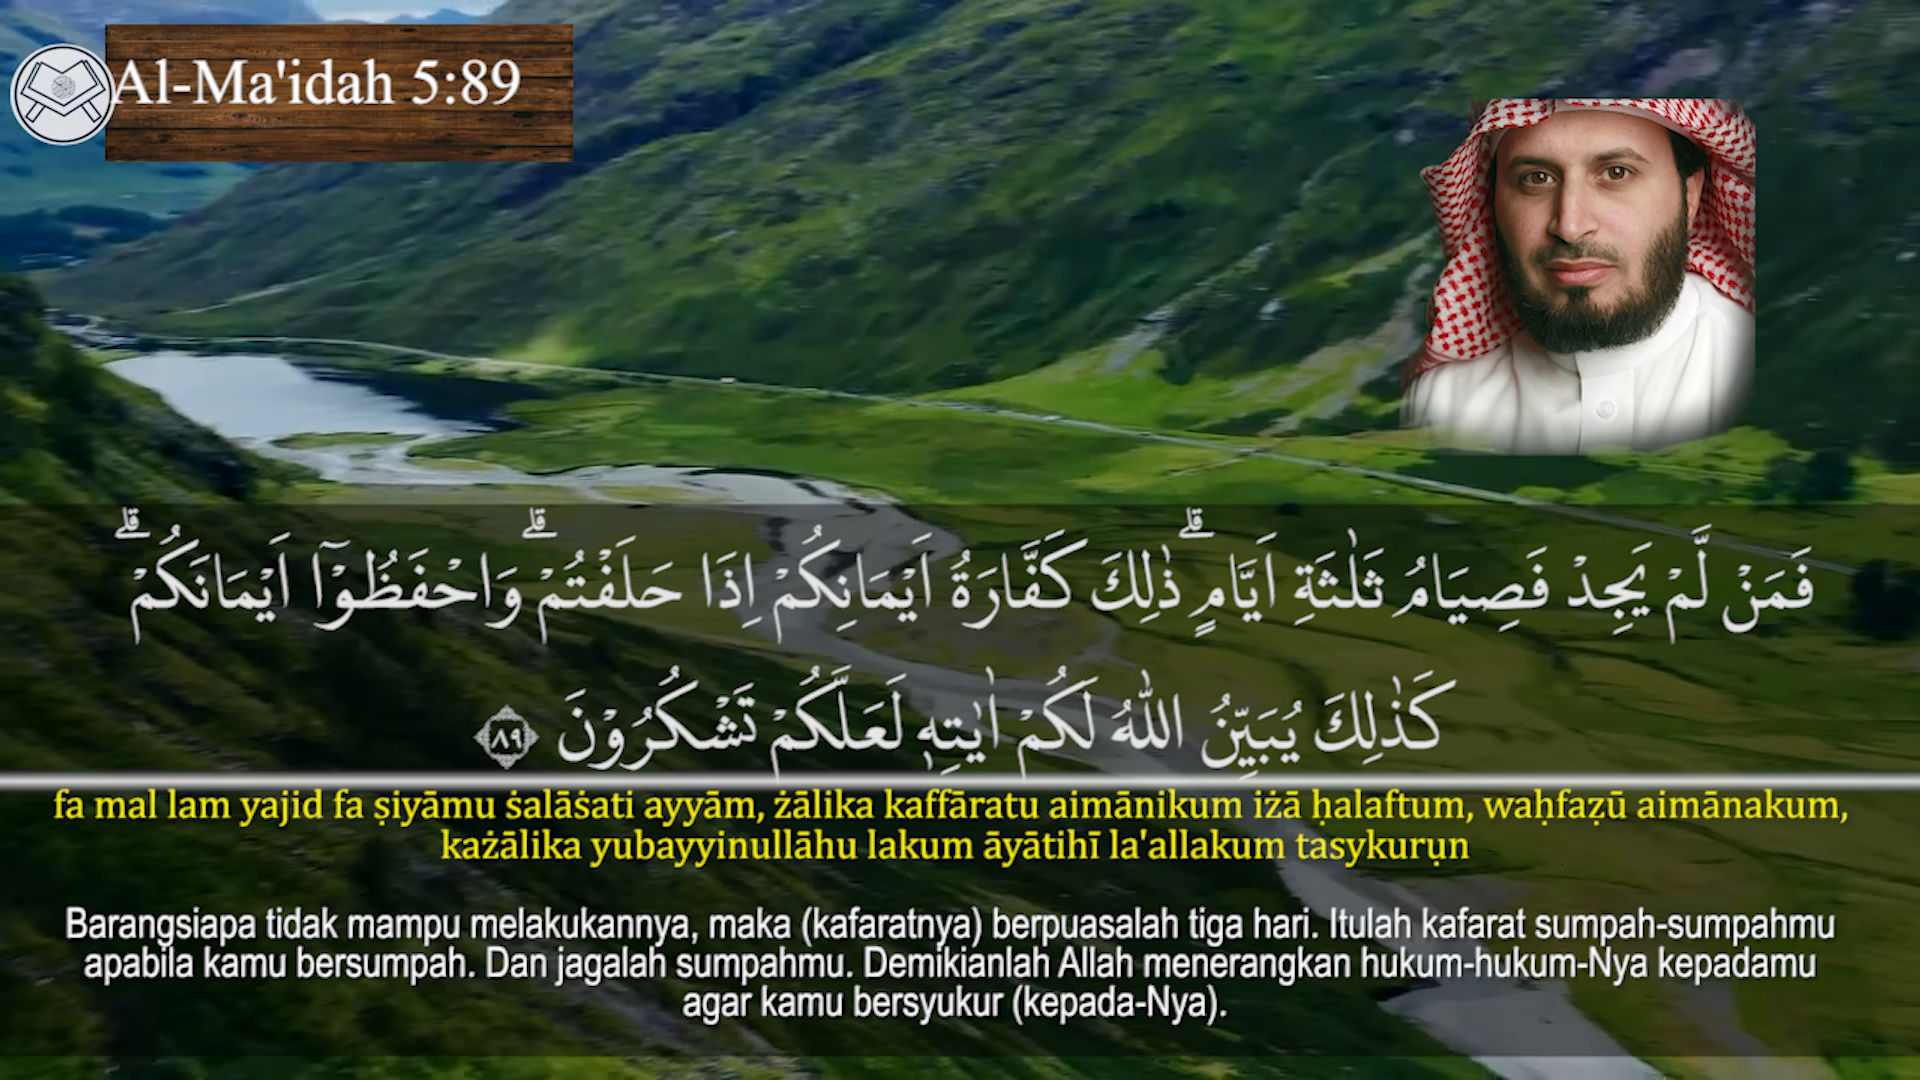 Al-Ma'idah 5:89
فَمَنْ لَّمْ يَجِدْ فَصِيَامُ ثَلٰثَةِ اَيَّامٍۗ ذٰلِكَ كَفَّارَةُ اَيْمَانِكُمْ اِذَا حَلَفْتُمْۗ وَاحْفَظُوْٓا اَيْمَانَكُمْۗ
كَذٰلِكَ يُبَيِّنُ اللّٰهُ لَكُمْ اٰيٰتِهٖ لَعَلَّكُمْ تَشْكُرُوْنَ ٨٩
fa mal lam yajid fa ṣiyāmu ṡalāṡati ayyām, żālika kaffāratu aimānikum iżā ḥalaftum, waḥfaẓū aimānakum,
każālika yubayyinullāhu lakum āyātihī la'allakum tasykurụn
Barangsiapa tidak mampu melakukannya, maka (kafaratnya) berpuasalah tiga hari. Itulah kafarat sumpah-sumpahmu
apabila kamu bersumpah. Dan jagalah sumpahmu. Demikianlah Allah menerangkan hukum-hukum-Nya kepadamu
agar kamu bersyukur (kepada-Nya).